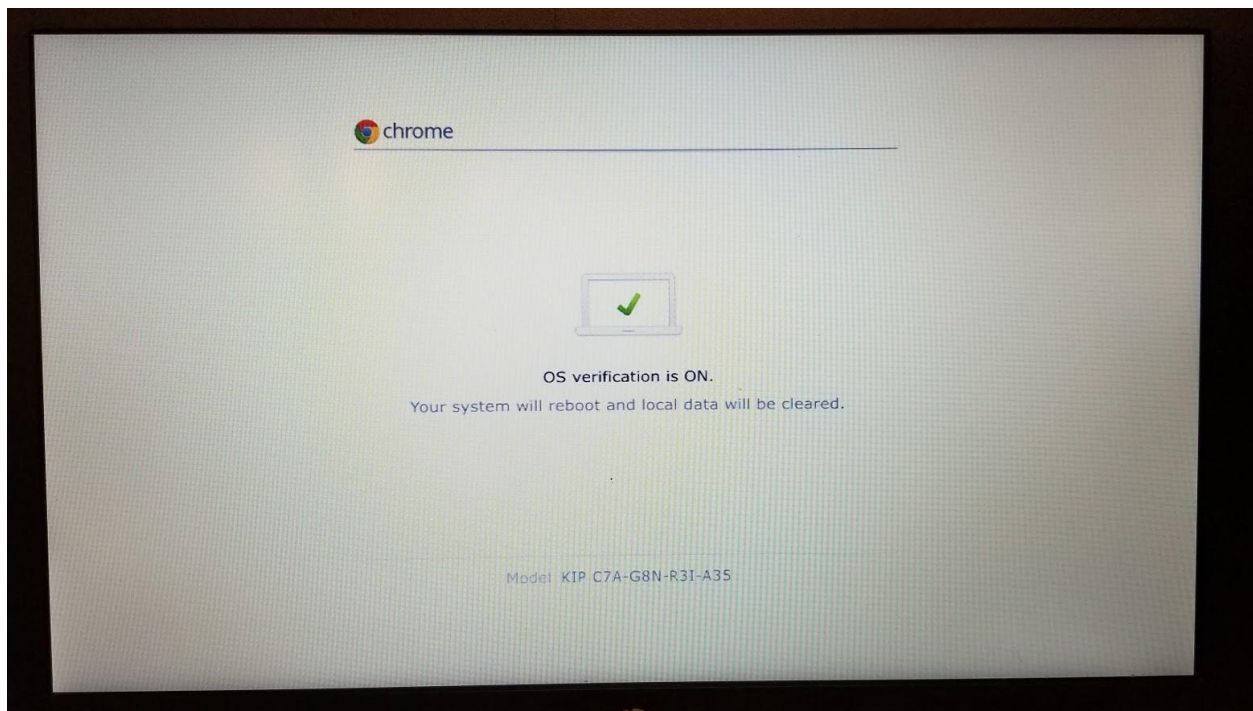 chrome
OS verification is ON.
Your system will reboot and local data will be cleared.
Model KIP C7A-G8N-R3I-A35